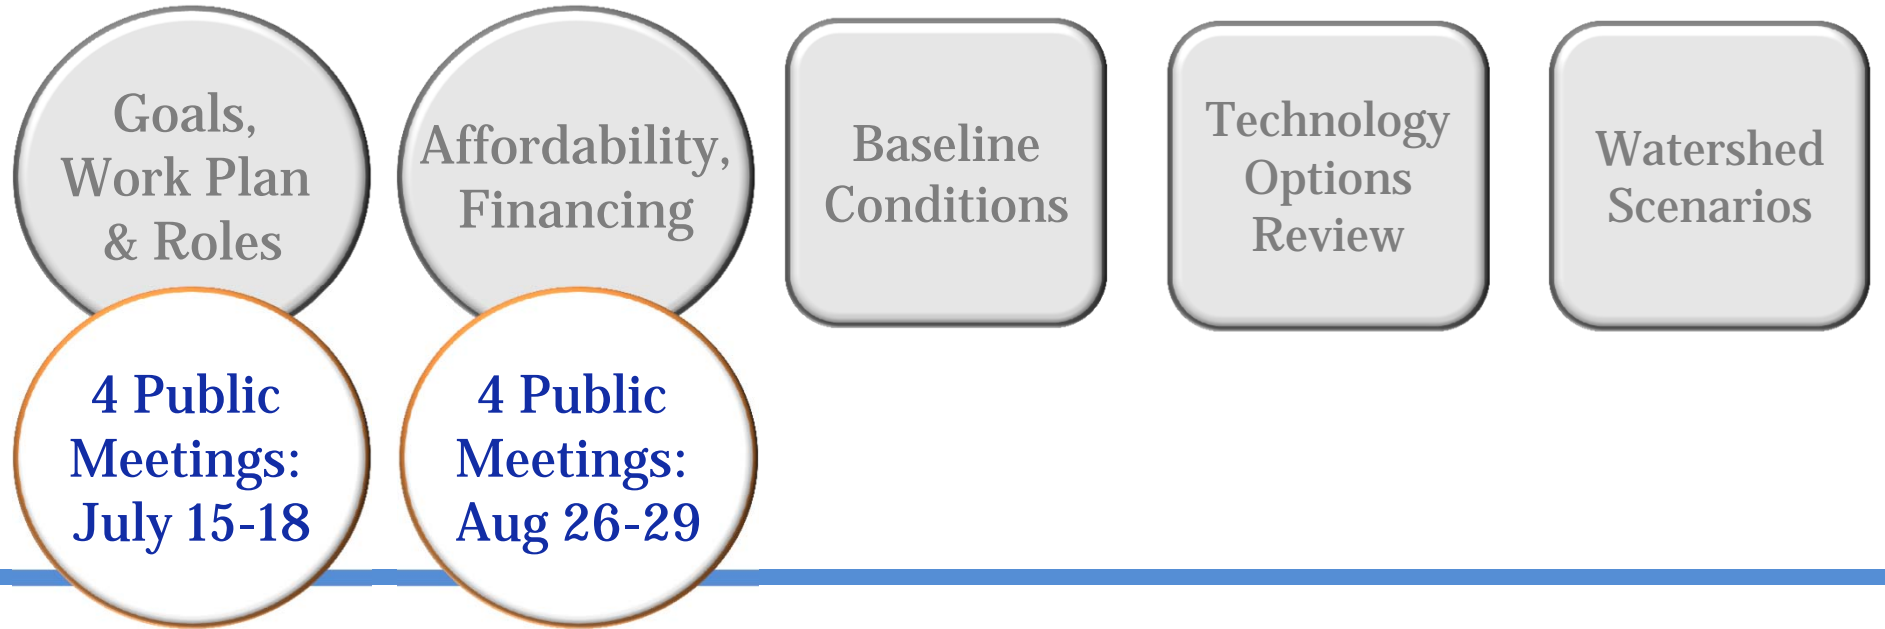 Goals,
Work Plan
& Roles
Affordability,
Financing
Baseline
Conditions
Technology
Options
Review
Watershed
Scenarios
4 Public
Meetings:
July 15-18
4 Public
Meetings:
Aug 26-29